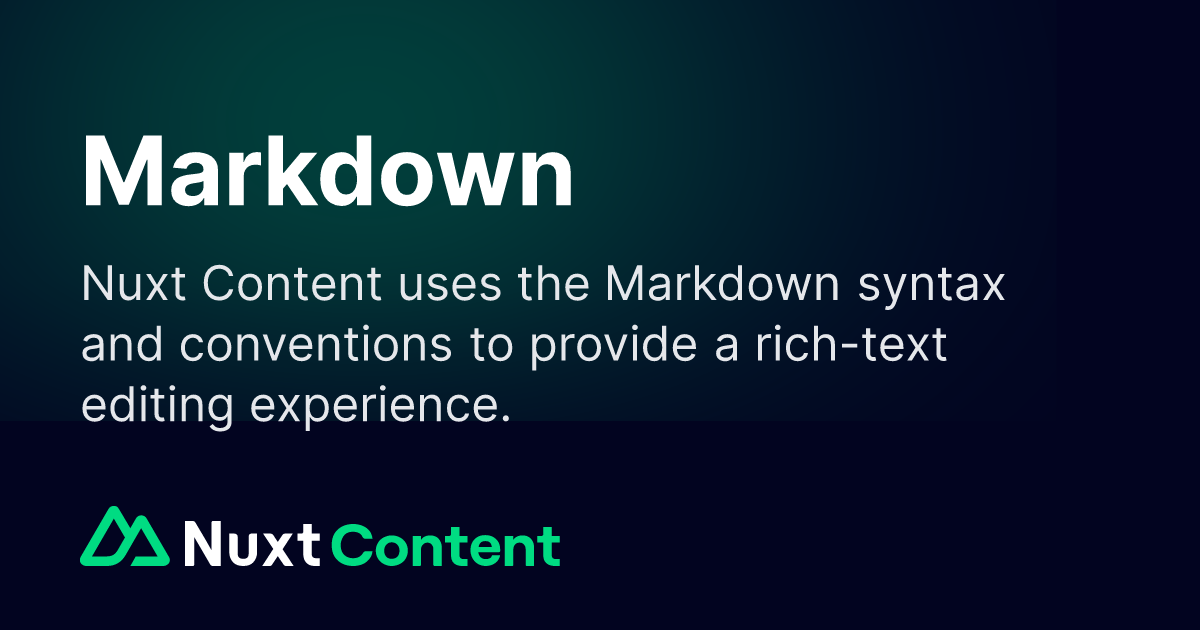 Markdown
Nuxt Content uses the Markdown syntax
and conventions to provide a rich-text
editing experience.
Nuxt Content